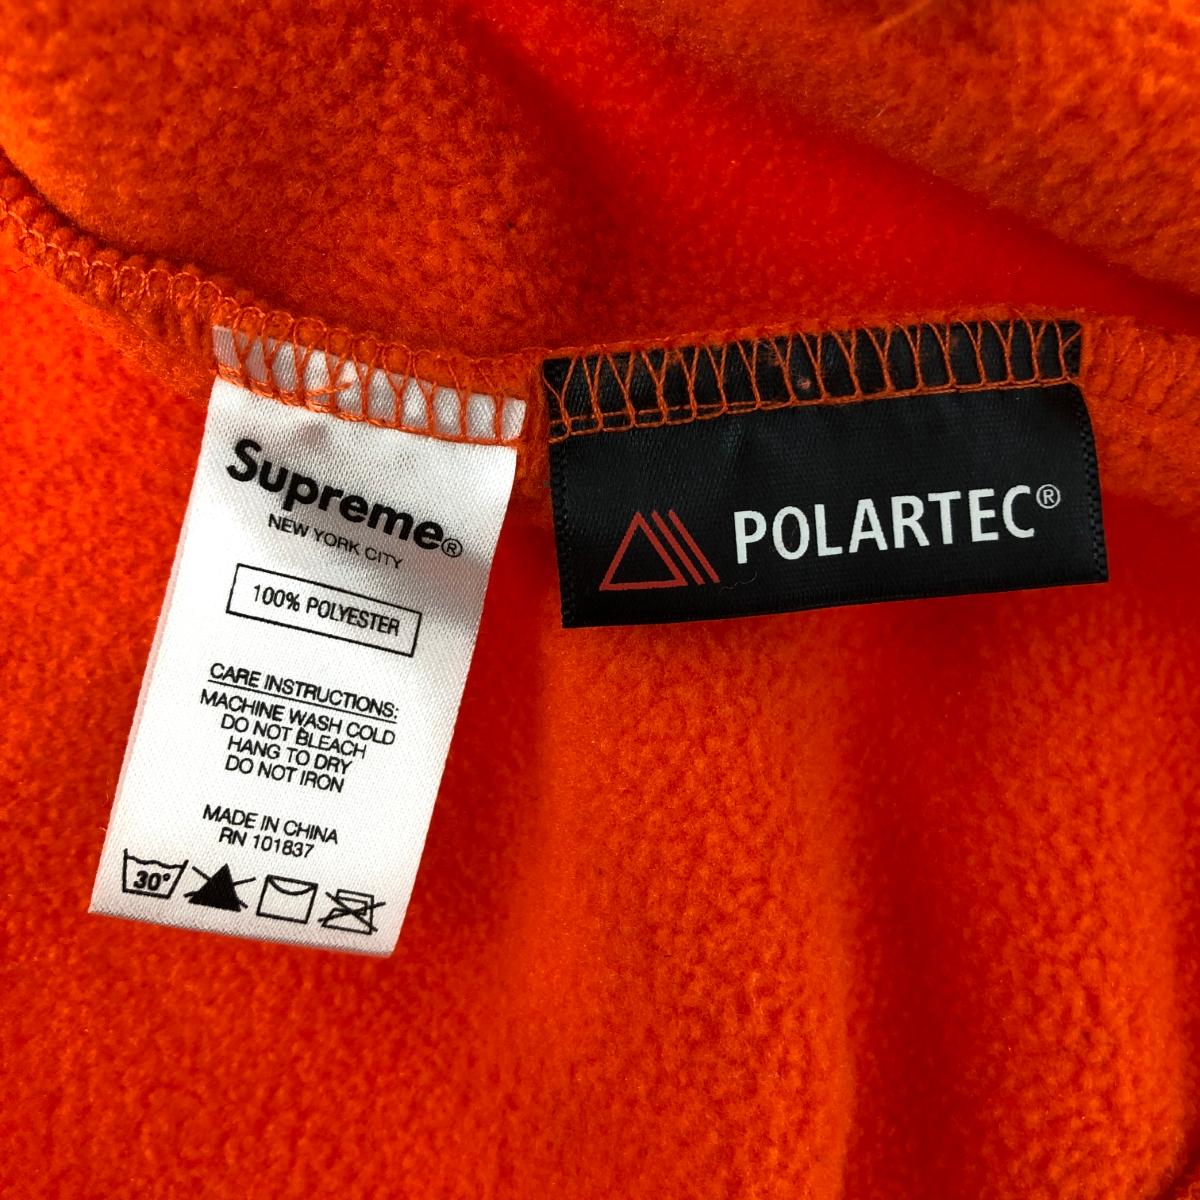 Supreme®
NEW YORK CITY
100% POLYESTER
CARE INSTRUCTIONS:
MACHINE WASH COLD
DO NOT BLEACH
HANG TO DRY
DO NOT IRON
MADE IN CHINA
RN 101837
30°
POLARTEC®